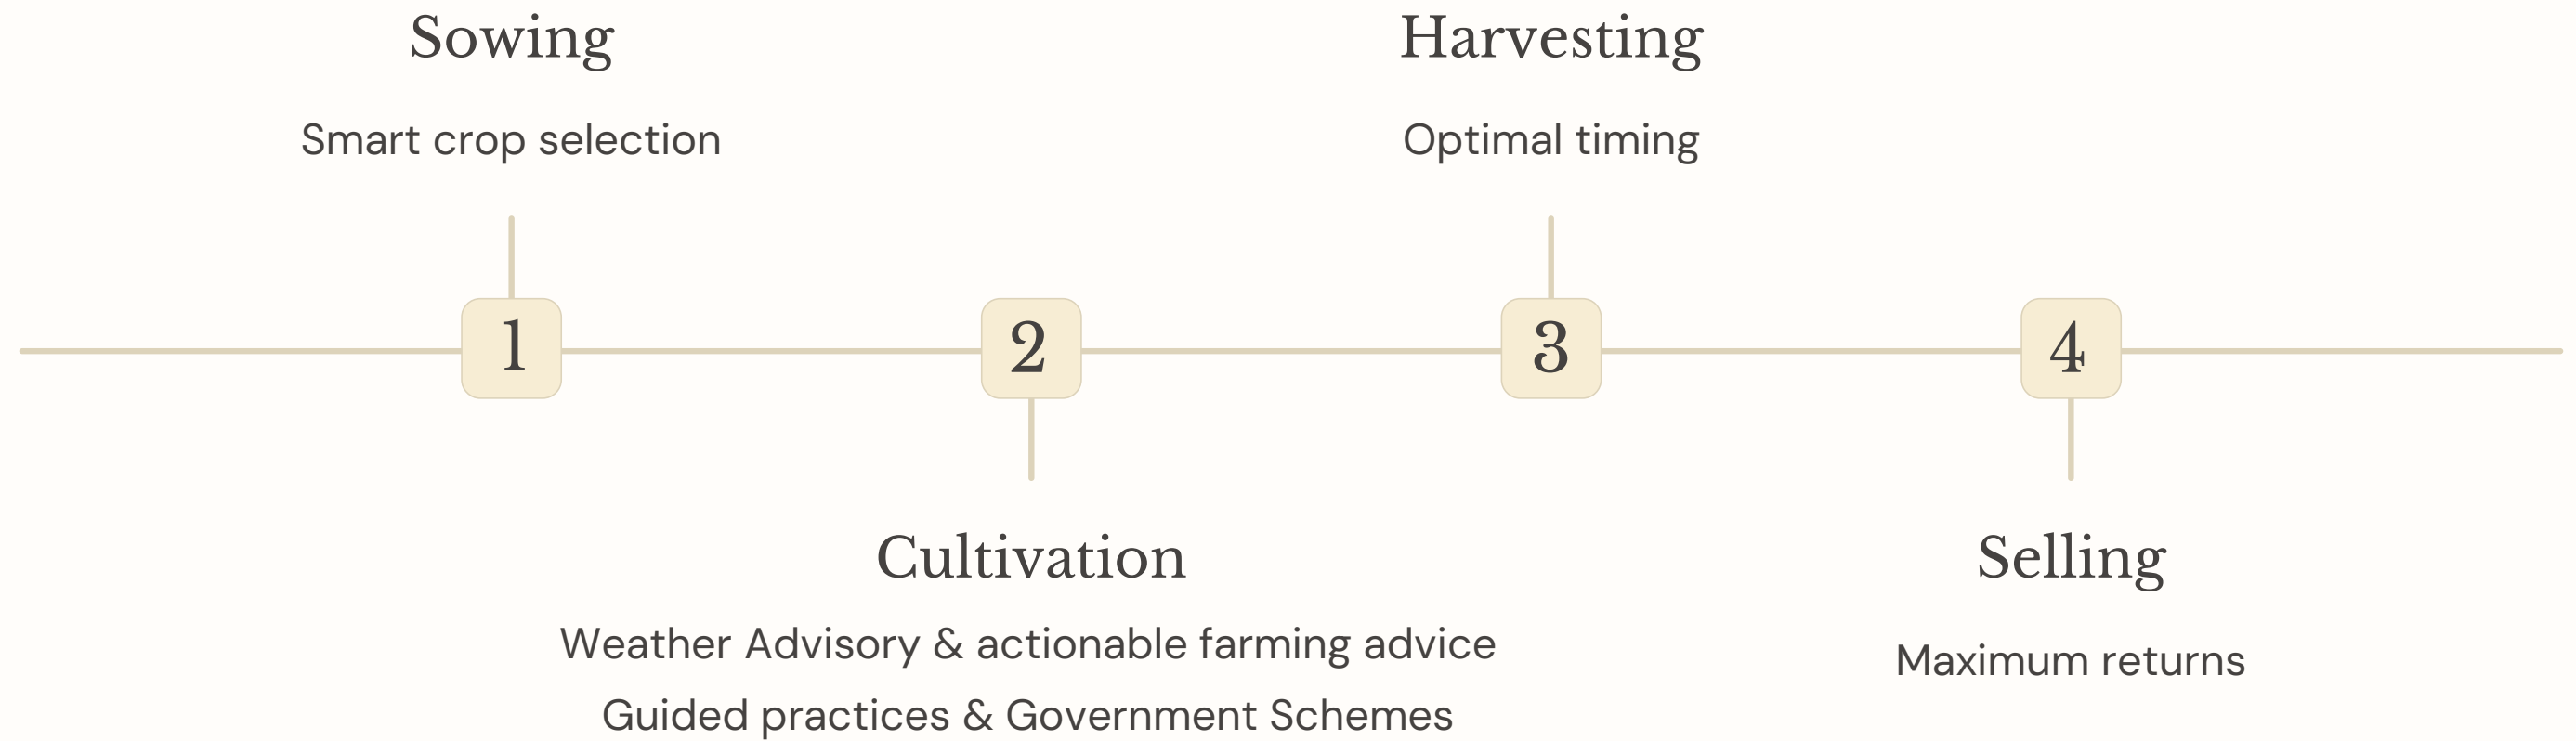 Sowing
Smart crop selection
Harvesting
Optimal timing
1
2
3
4
Cultivation
Weather Advisory & actionable farming advice
Guided practices & Government Schemes
Selling
Maximum returns